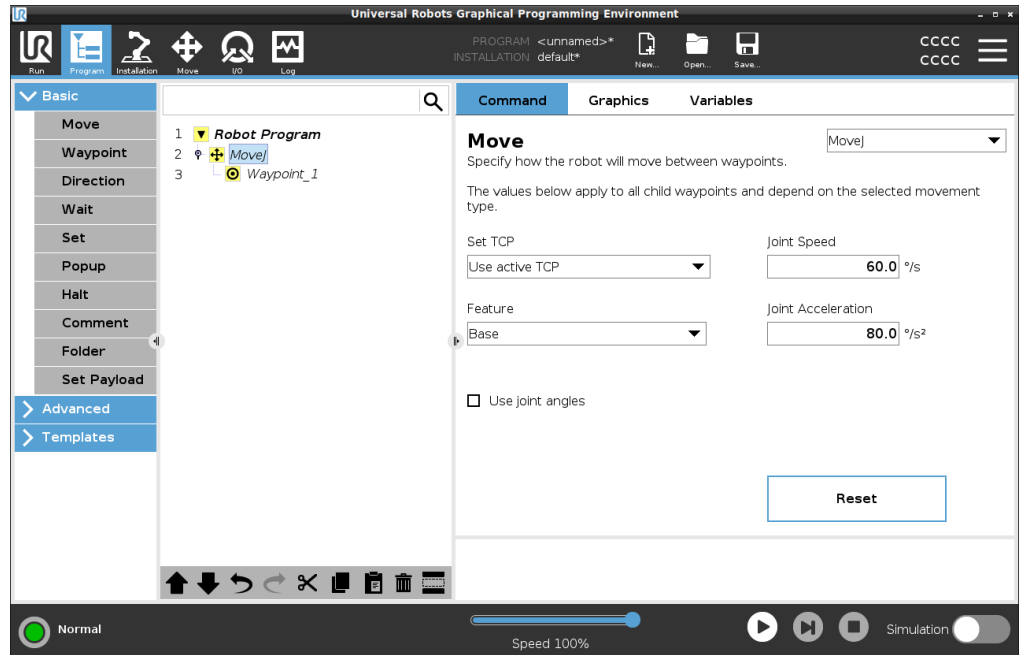 Universal Robots Graphical Programming Environment
UR
Run
Program
Installation
Move
I/O
Log
PROGRAM <unnamed>*
INSTALLATION default*
New...
Open...
Save...
CCCC
CCCC
Basic
Move
Waypoint
Direction
Wait
Set
Popup
Halt
Comment
Folder
Set Payload
Advanced
Templates
1 Robot Program
2 MoveJ
3 Waypoint_1
Command Graphics Variables
Move
MoveJ
Specify how the robot will move between waypoints.
The values below apply to all child waypoints and depend on the selected movement
type.
Set TCP
Use active TCP
Joint Speed
60.0 °/s
Feature
Base
Joint Acceleration
80.0 °/s²
Use joint angles
Reset
Normal
Speed 100%
Simulation